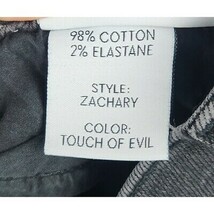 98% COTTON
2% ELASTANE
STYLE:
ZACHARY
COLOR:
TOUCH OF EVIL